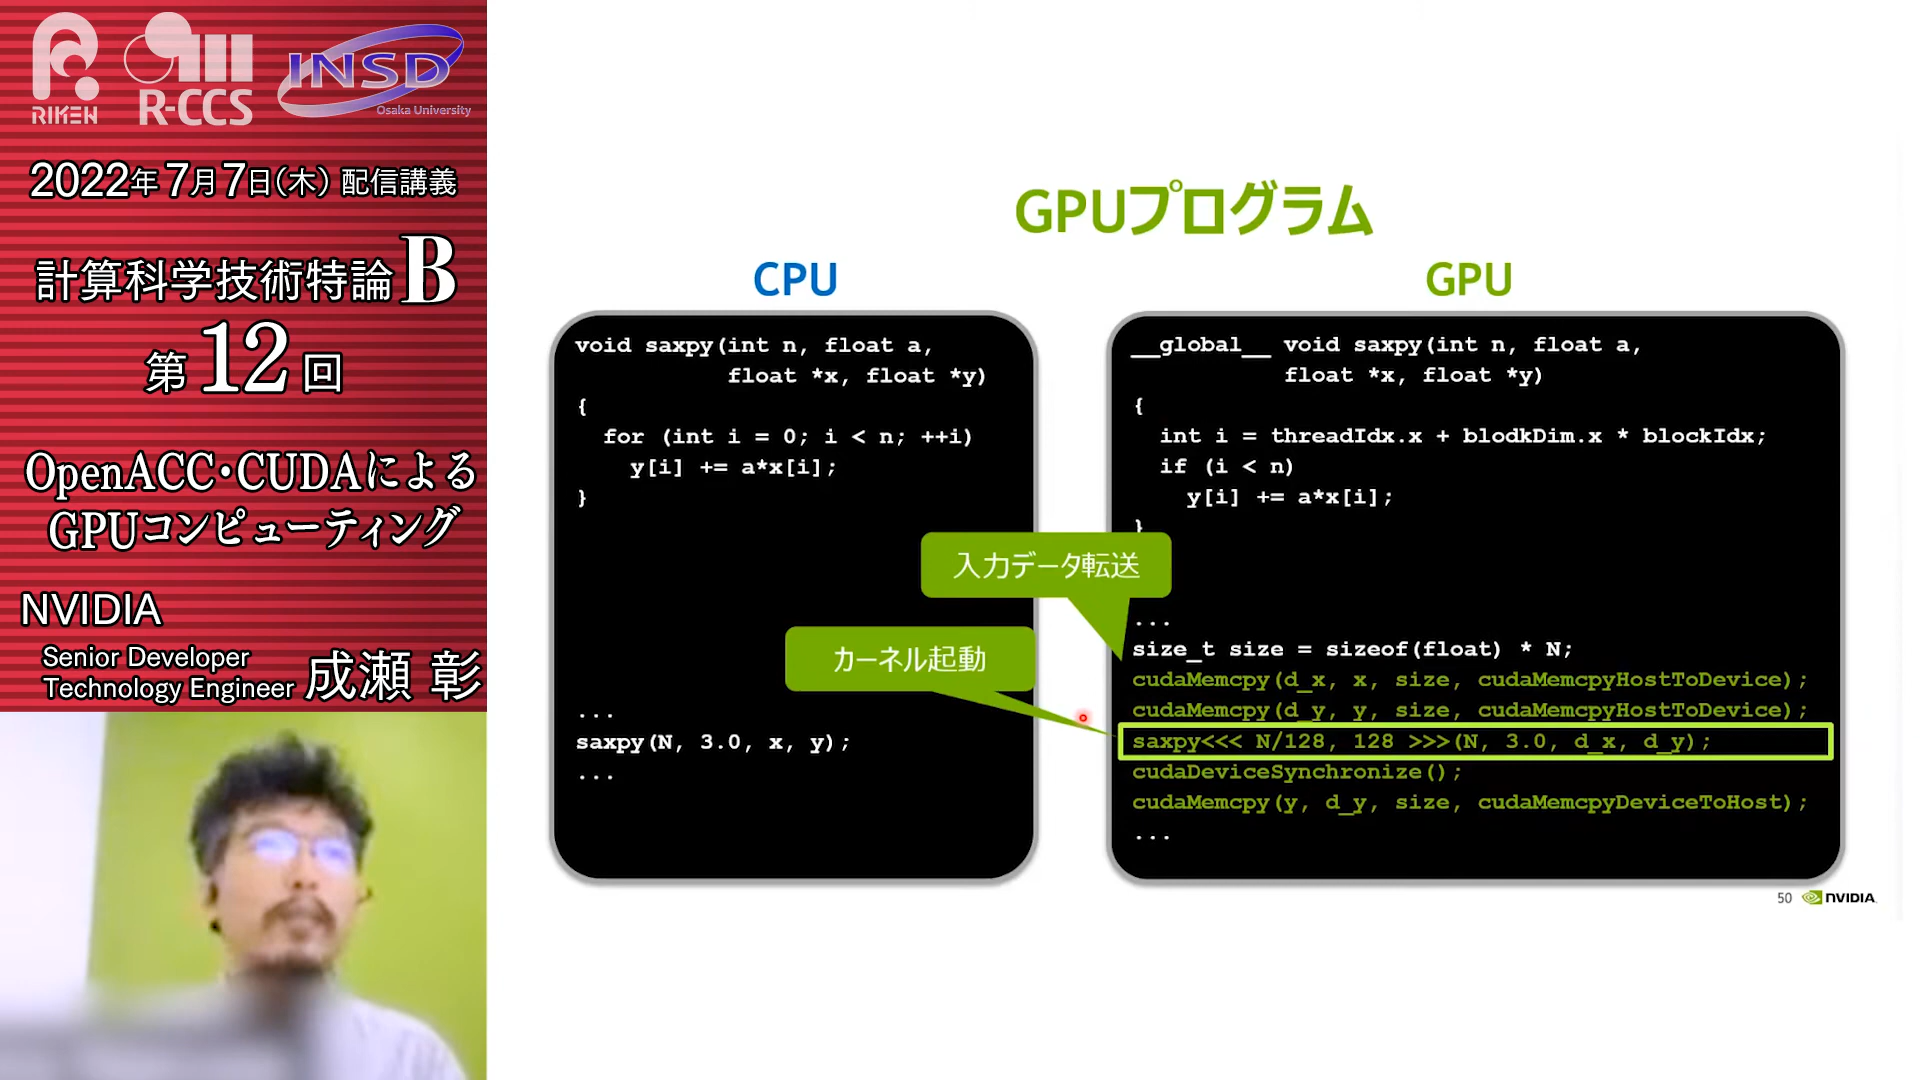 RIKEN
R-CCS
INSD
Osaka University
2022年7月7日(木) 配信講義
計算科学技術特論B
第12回
OpenACC・CUDAによる
GPUコンピューティング
NVIDIA
Senior Developer
Technology Engineer 成瀬 彰
GPUプログラム
CPU
void saxpy(int n, float a,
float *x, float *y)
{
for (int i = 0; i < n; ++i)
y[i] += a*x[i];
}
...
saxpy(N, 3.0, x, y);
...
GPU
__global__ void saxpy(int n, float a,
float *x, float *y)
{
int i = threadIdx.x + blodkDim.x * blockIdx;
if (i < n)
y[i] += a*x[i];
}
入力データ転送
カーネル起動
...
size_t size = sizeof(float) * N;
cudaMemcpy(d_x, x, size, cudaMemcpyHostToDevice);
cudaMemcpy(d_y, y, size, cudaMemcpyHostToDevice);
saxpy<<< N/128, 128 >>>(N, 3.0, d_x, d_y);
cudaDeviceSynchronize();
cudaMemcpy(y, d_y, size, cudaMemcpyDeviceToHost);
...
50 NVIDIA.